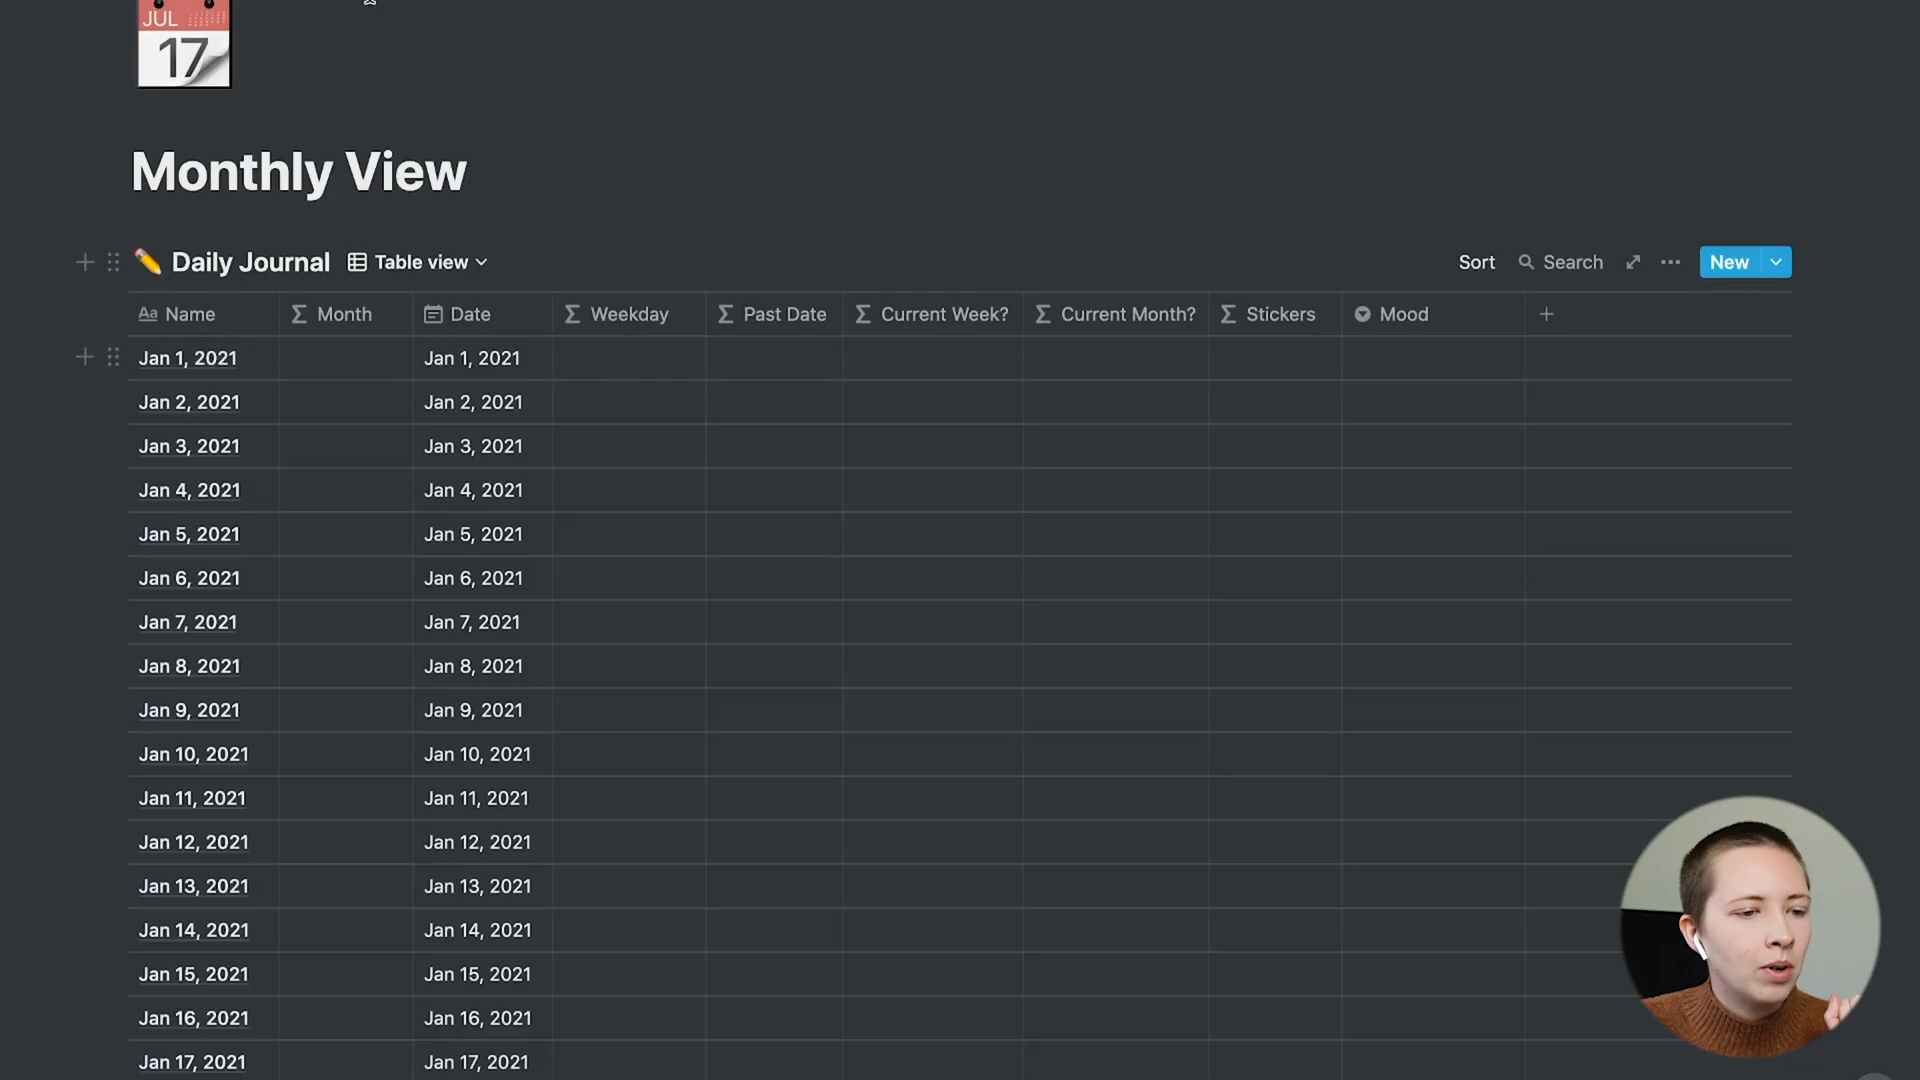 JUL
17
Monthly View
Daily Journal Table view Sort Search New
Aa Name Month Date Weekday Past Date Current Week? Current Month? Stickers Mood
Jan 1, 2021 Jan 1, 2021
Jan 2, 2021 Jan 2, 2021
Jan 3, 2021 Jan 3, 2021
Jan 4, 2021 Jan 4, 2021
Jan 5, 2021 Jan 5, 2021
Jan 6, 2021 Jan 6, 2021
Jan 7, 2021 Jan 7, 2021
Jan 8, 2021 Jan 8, 2021
Jan 9, 2021 Jan 9, 2021
Jan 10, 2021 Jan 10, 2021
Jan 11, 2021 Jan 11, 2021
Jan 12, 2021 Jan 12, 2021
Jan 13, 2021 Jan 13, 2021
Jan 14, 2021 Jan 14, 2021
Jan 15, 2021 Jan 15, 2021
Jan 16, 2021 Jan 16, 2021
Jan 17, 2021 Jan 17, 2021